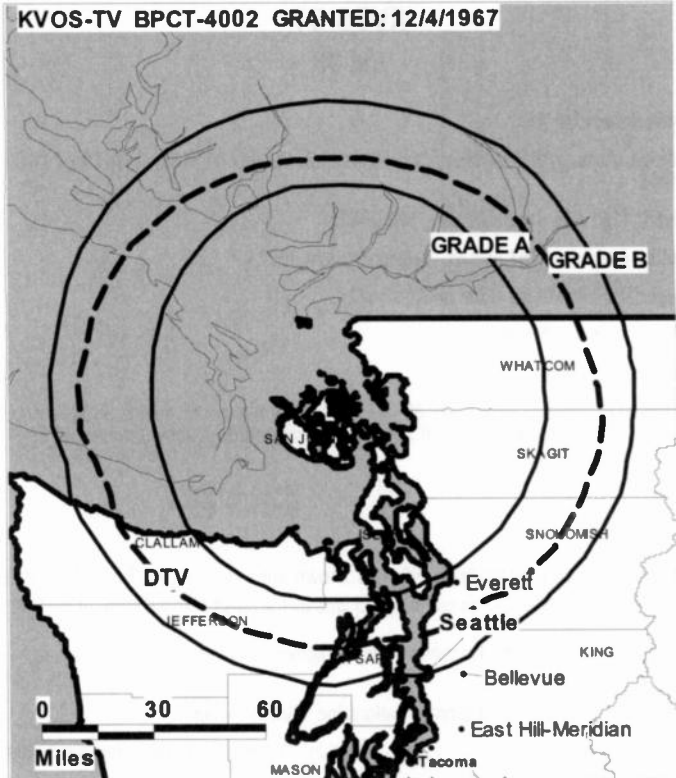 KVOS-TV BPCT-4002 GRANTED: 12/4/1967
GRADE A
GRADE B
WHATCOM
SAN J
SKAGIT
CLALLAM
SNOHOMISH
DTV
Everett
JEFFERSON
Seattle
KING
Bellevue
0 30 60
Miles
East Hill-Meridian
Tacoma
MASON